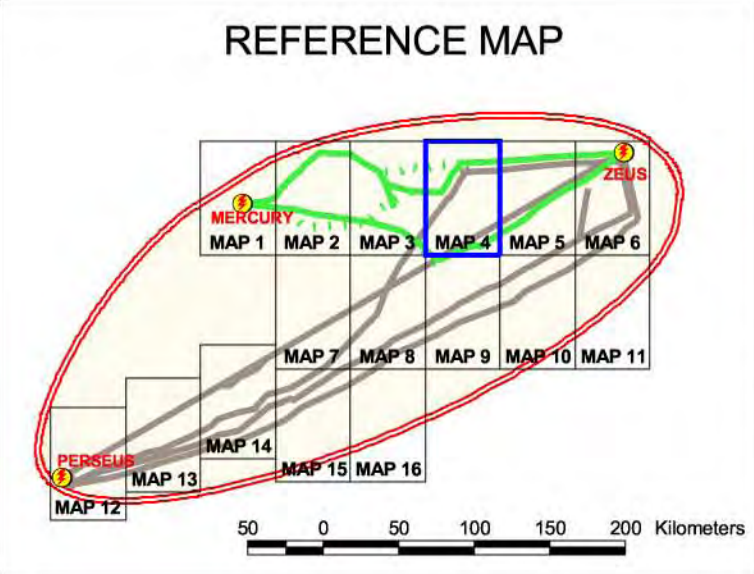 REFERENCE MAP
ZEUS
MERCURY
MAP 1
MAP 2
MAP 3
MAP 4
MAP 5
MAP 6
MAP 7
MAP 8
MAP 9
MAP 10
MAP 11
PERSEUS
MAP 12
MAP 13
MAP 14
MAP 15
MAP 16
50 0 50 100 150 200 Kilometers